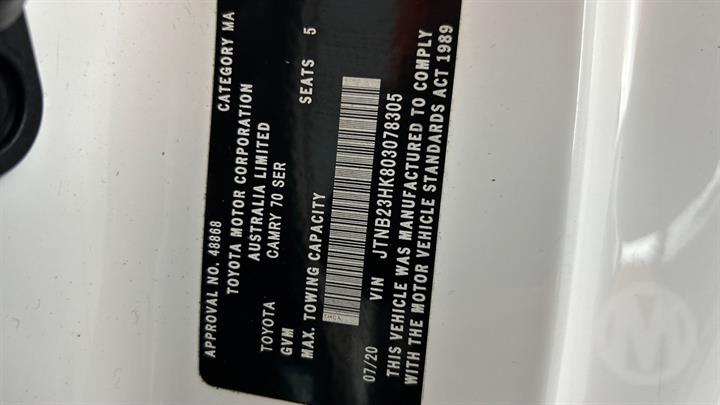 APPROVAL NO. 48868 CATEGORY MA
TOYOTA MOTOR CORPORATION
AUSTRALIA LIMITED
TOYOTA CAMRY 70 SER
GVM SEATS 5
MAX. TOWING CAPACITY
07/20 VIN JTNB23HK803078305
THIS VEHICLE WAS MANUFACTURED TO COMPLY
WITH THE MOTOR VEHICLE STANDARDS ACT 1989
M